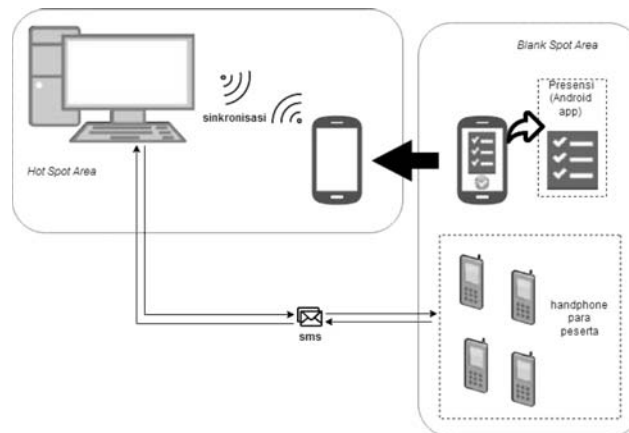 Blank Spot Area
Presensi
(Android
app)
sinkronisasi
Hot Spot Area
handphone
para
peserta
sms